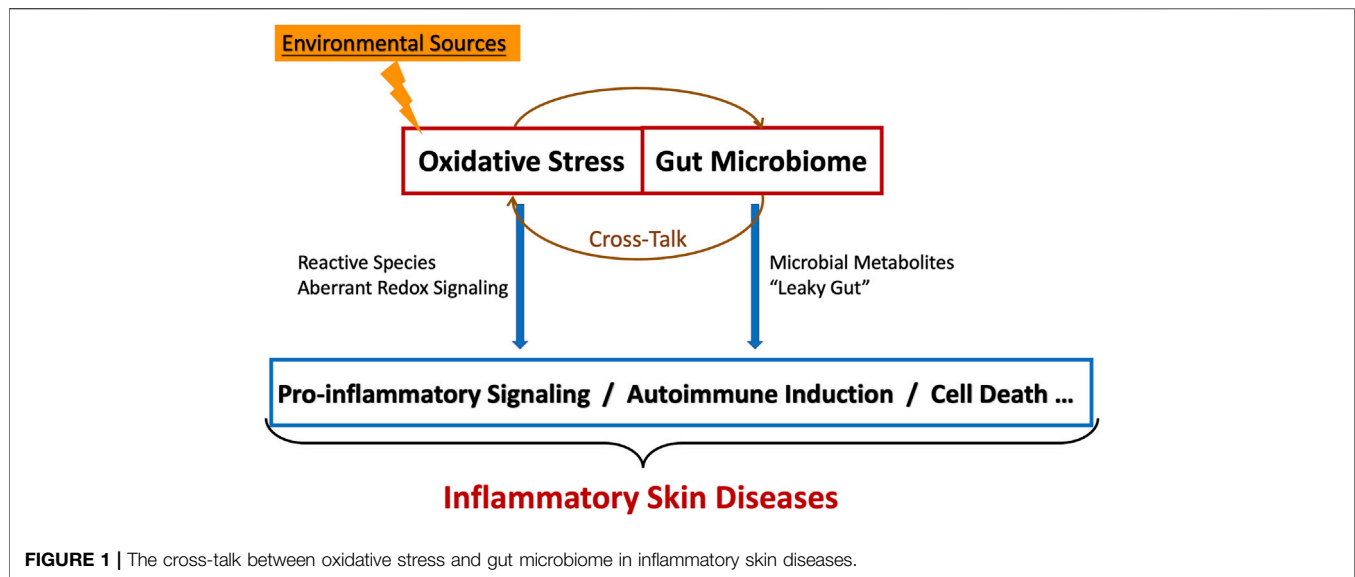 Environmental Sources
Oxidative Stress
Gut Microbiome
Cross-Talk
Reactive Species
Aberrant Redox Signaling
Microbial Metabolites
“Leaky Gut”
Pro-inflammatory Signaling / Autoimmune Induction / Cell Death ...
Inflammatory Skin Diseases
FIGURE 1 | The cross-talk between oxidative stress and gut microbiome in inflammatory skin diseases.